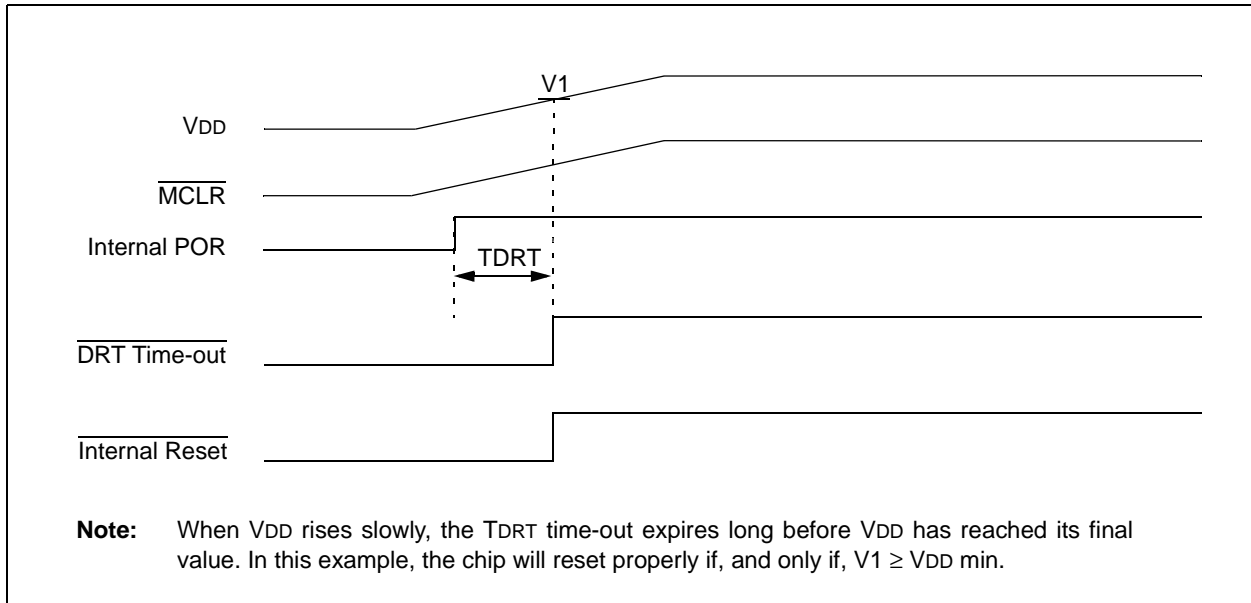 V1
VDD
MCLR
Internal POR
TDRT
DRT Time-out
Internal Reset
Note: When VDD rises slowly, the TDRT time-out expires long before VDD has reached its final
value. In this example, the chip will reset properly if, and only if, V1 ≥ VDD min.